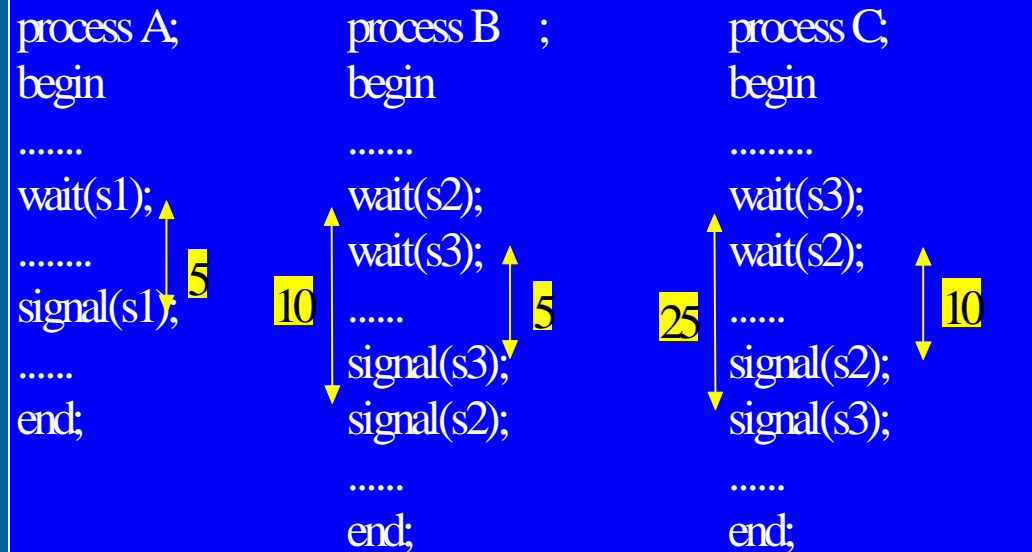 process A;
begin
.......
wait(s1);
........
signal(s1);
......
end;
5
process B ;
begin
.......
wait(s2);
wait(s3);
......
signal(s3);
signal(s2);
......
end;
10
5
process C;
begin
.........
wait(s3);
wait(s2);
......
signal(s2);
signal(s3);
......
end;
25
10